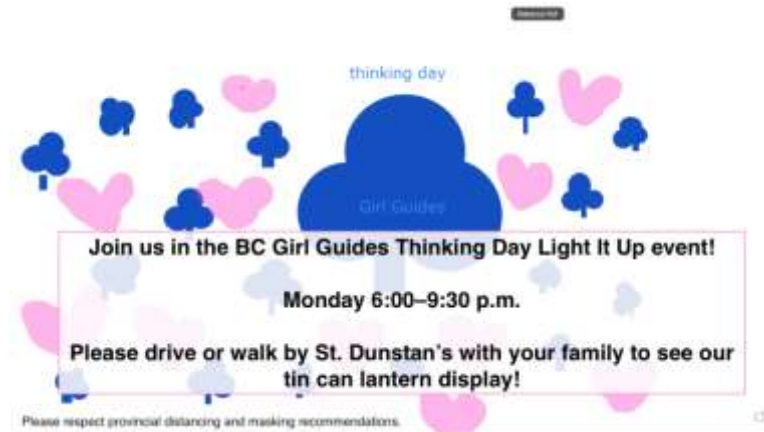 thinking day
Girl Guides
Join us in the BC Girl Guides Thinking Day Light It Up event!
Monday 6:00–9:30 p.m.
Please drive or walk by St. Dunstan's with your family to see our
tin can lantern display!
Please respect provincial distancing and masking recommendations.